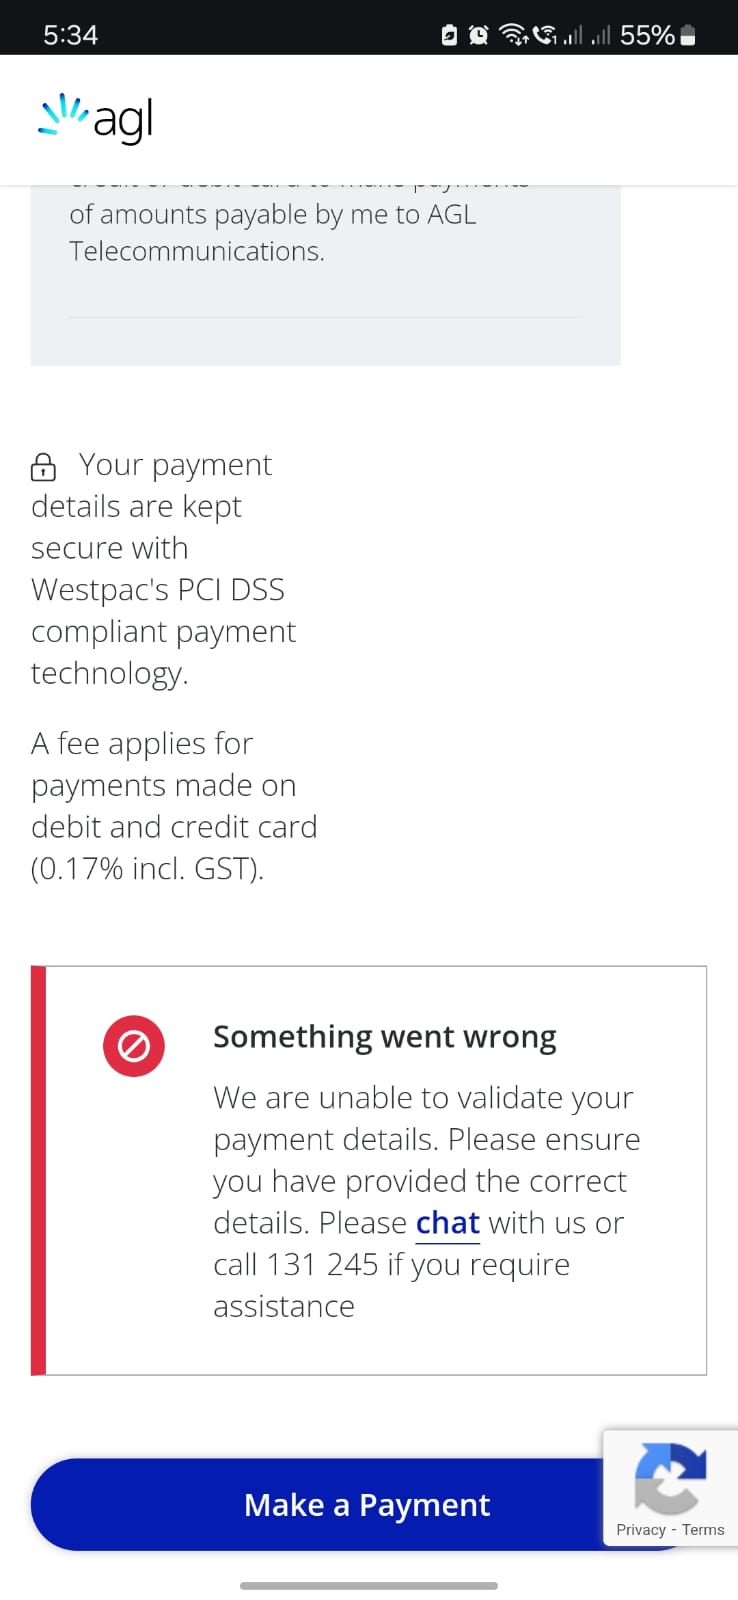 5:34
55%
agl
of amounts payable by me to AGL
Telecommunications.
Your payment
details are kept
secure with
Westpac's PCI DSS
compliant payment
technology.
A fee applies for
payments made on
debit and credit card
(0.17% incl. GST).
Something went wrong
We are unable to validate your
payment details. Please ensure
you have provided the correct
details. Please chat with us or
call 131 245 if you require
assistance
Make a Payment
Privacy - Terms